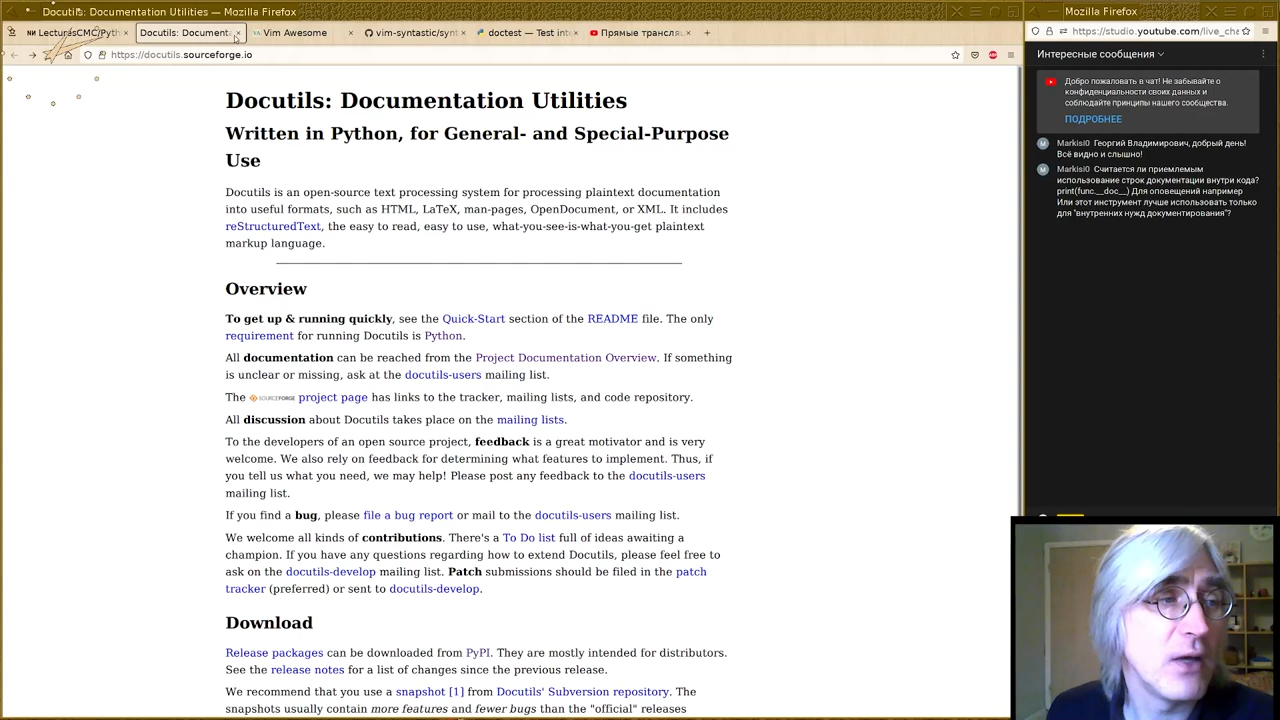 Docutils: Documentation Utilities — Mozilla Firefox
LecturesCMC/Pyth
Docutils: Document
Vim Awesome
vim-syntastic/synt
doctest — Test inte
Прямые трансляц
https://docutils.sourceforge.io
Docutils: Documentation Utilities
Written in Python, for General- and Special-Purpose
Use
Docutils is an open-source text processing system for processing plaintext documentation
into useful formats, such as HTML, LaTeX, man-pages, OpenDocument, or XML. It includes
reStructuredText, the easy to read, easy to use, what-you-see-is-what-you-get plaintext
markup language.
Overview
To get up & running quickly, see the Quick-Start section of the README file. The only
requirement for running Docutils is Python.
All documentation can be reached from the Project Documentation Overview. If something
is unclear or missing, ask at the docutils-users mailing list.
The SOURCEFORGE project page has links to the tracker, mailing lists, and code repository.
All discussion about Docutils takes place on the mailing lists.
To the developers of an open source project, feedback is a great motivator and is very
welcome. We also rely on feedback for determining what features to implement. Thus, if
you tell us what you need, we may help! Please post any feedback to the docutils-users
mailing list.
If you find a bug, please file a bug report or mail to the docutils-users mailing list.
We welcome all kinds of contributions. There's a To Do list full of ideas awaiting a
champion. If you have any questions regarding how to extend Docutils, please feel free to
ask on the docutils-develop mailing list. Patch submissions should be filed in the patch
tracker (preferred) or sent to docutils-develop.
Download
Release packages can be downloaded from PyPI. They are mostly intended for distributors.
See the release notes for a list of changes since the previous release.
We recommend that you use a snapshot [1] from Docutils' Subversion repository. The
snapshots usually contain more features and fewer bugs than the "official" releases
Mozilla Firefox
https://studio.youtube.com/live_cha
Интересные сообщения
Добро пожаловать в чат! Не забывайте о
конфиденциальности своих данных и
соблюдайте принципы нашего сообщества.
ПОДРОБНЕЕ
M Markisi0 Георгий Владимирович, добрый день!
Всё видно и слышно!
M Markisi0 Считается ли приемлемым
использование строк документации внутри кода?
print(func.__doc__) Для оповещений например
Или этот инструмент лучше использовать только
для "внутренних нужд документирования"?